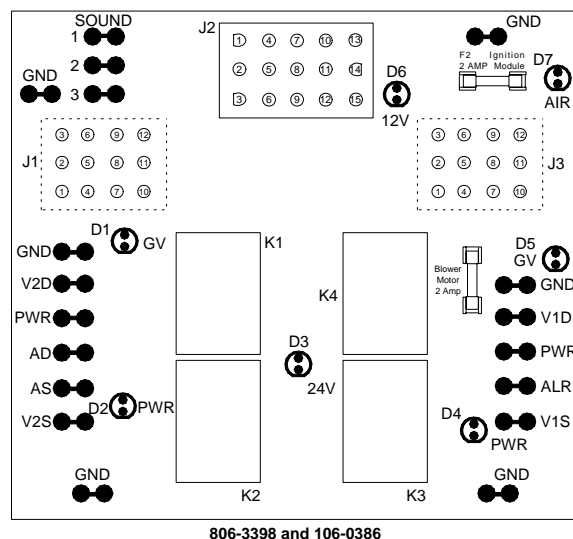 SOUND
1
2
3
GND
J2
1 4 7 10 13
2 5 8 11 14
3 6 9 12 15
D6
12V
GND
F2 Ignition
2 AMP Module
D7
AIR
J1
3 6 9 12
2 5 8 11
1 4 7 10
3 6 9 12
2 5 8 11
1 4 7 10
J3
D1
GV
GND
V2D
PWR
AD
AS
V2S
D2
PWR
GND
K1
K2
D3
24V
K4
K3
Blower
Motor
2 Amp
D5
GV
GND
V1D
PWR
ALR
V1S
D4
PWR
GND
806-3398 and 106-0386